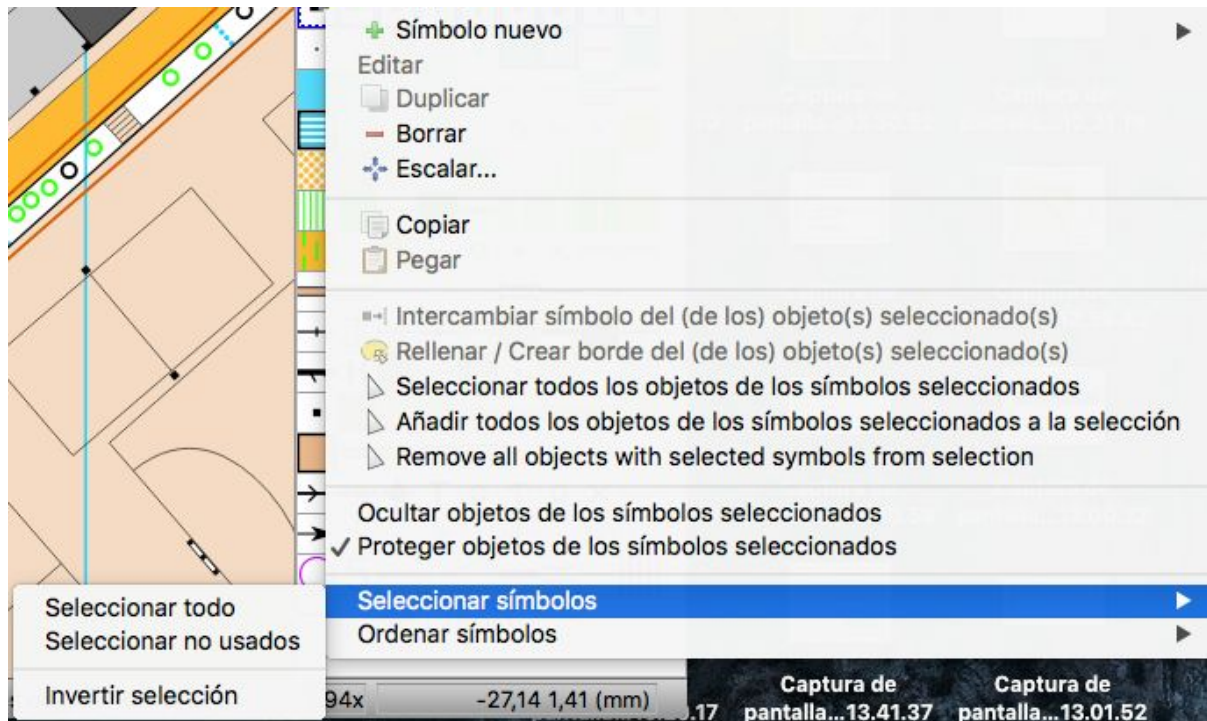 Símbolo nuevo
Editar
Duplicar
Borrar
Escalar...
Copiar
Pegar
Intercambiar símbolo del (de los) objeto(s) seleccionado(s)
Rellenar / Crear borde del (de los) objeto(s) seleccionado(s)
Seleccionar todos los objetos de los símbolos seleccionados
Añadir todos los objetos de los símbolos seleccionados a la selección
Remove all objects with selected symbols from selection
Ocultar objetos de los símbolos seleccionados
Proteger objetos de los símbolos seleccionados
Seleccionar símbolos
Ordenar símbolos
Seleccionar todo
Seleccionar no usados
Invertir selección
94x
-27,14 1,41 (mm)
.17
Captura de
pantalla...13.41.37
Captura de
pantalla...13.01.52